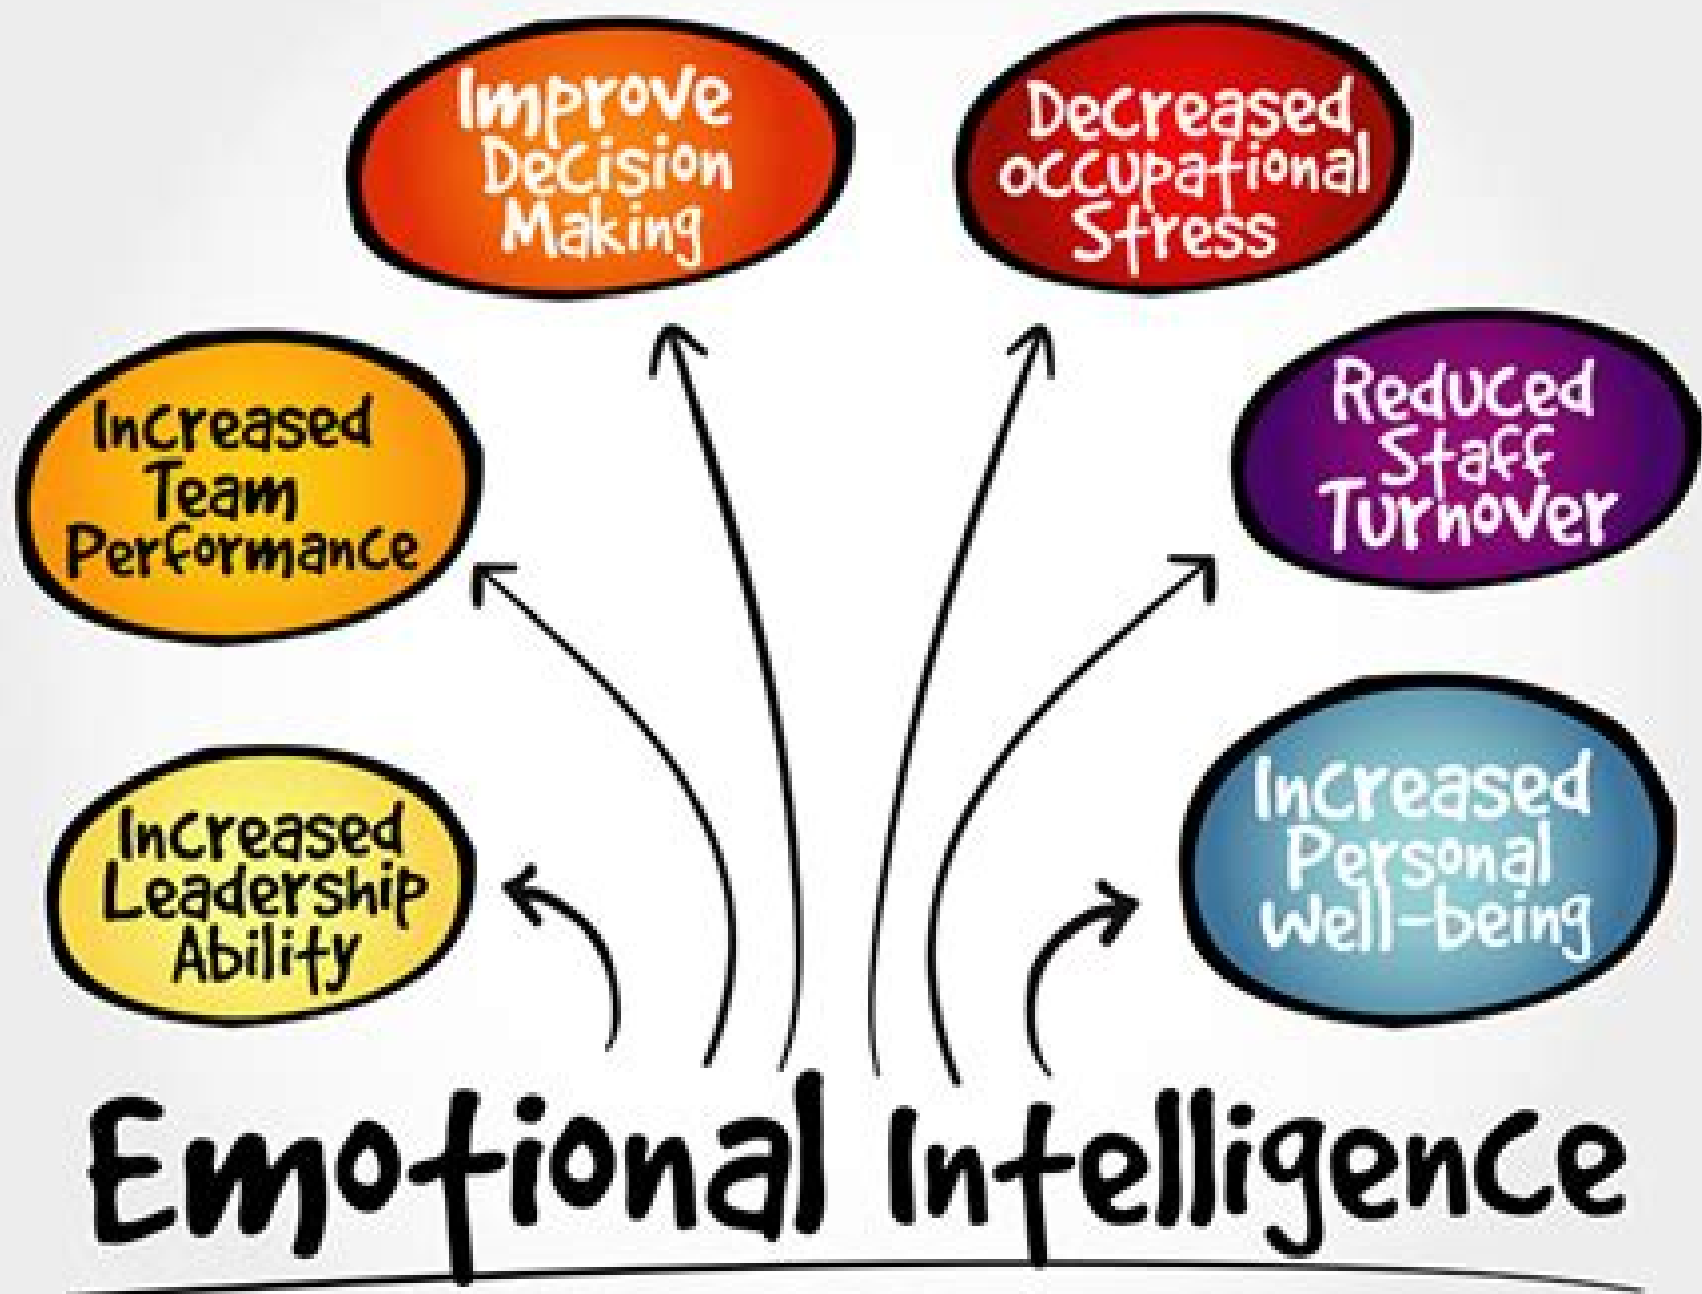 Improve
Decision
Making
Decreased
Occupational
Stress
Increased
Team
Performance
Reduced
Staff
Turnover
Increased
Leadership
Ability
Increased
Personal
Well-being
Emotional Intelligence